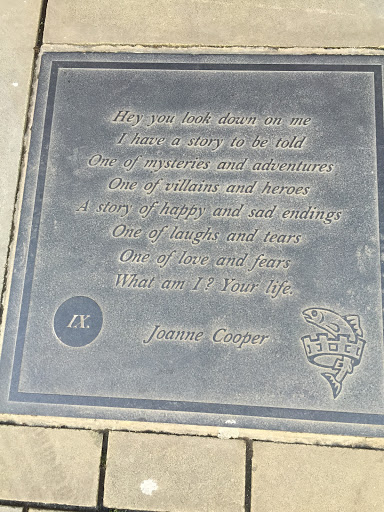 Hey you look down on me
I have a story to be told
One of mysteries and adventures
One of villains and heroes
A story of happy and sad endings
One of laughs and tears
One of love and fears
What am I? Your life.
IX.
Joanne Cooper